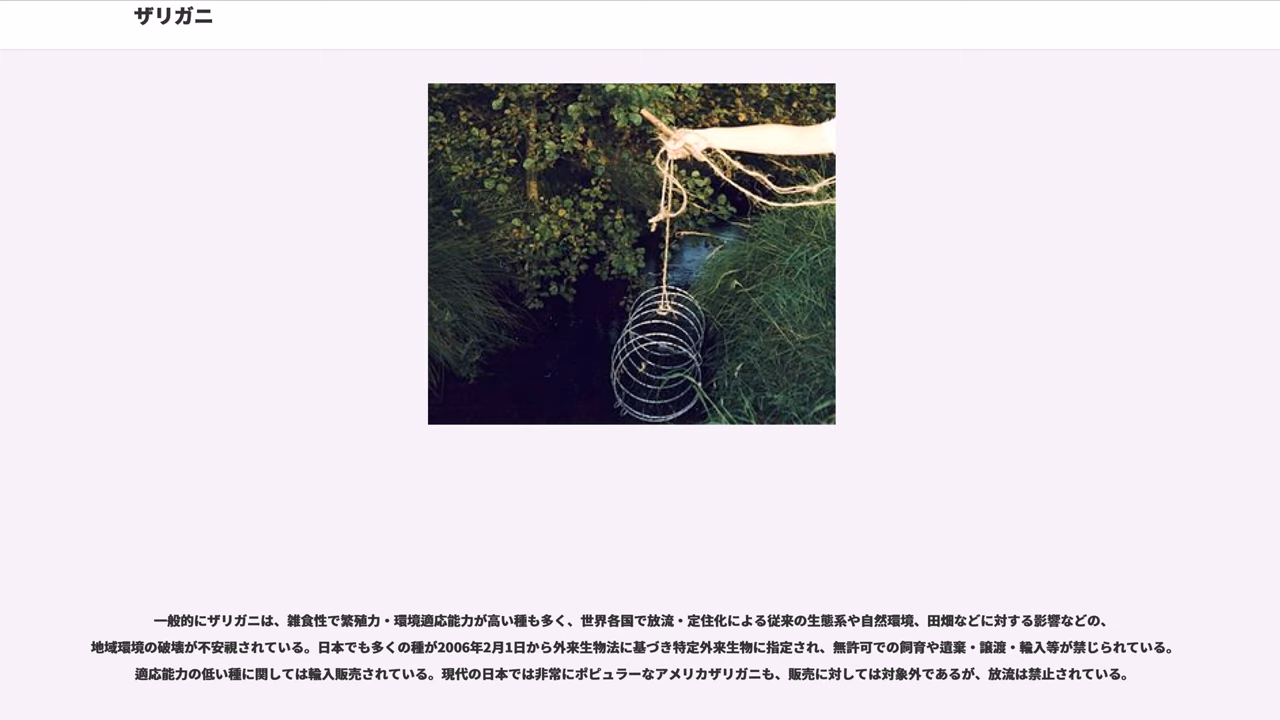 ザリガニ
一般的にザリガニは、雑食性で繁殖力・環境適応能力が高い種も多く、世界各国で放流・定住化による従来の生態系や自然環境、田畑などに対する影響などの、
地域環境の破壊が不安視されている。日本でも多くの種が2006年2月1日から外来生物法に基づき特定外来生物に指定され、無許可での飼育や遺棄・譲渡・輸入等が禁じられている。
適応能力の低い種に関しては輸入販売されている。現代の日本では非常にポピュラーなアメリカザリガニも、販売に対しては対象外であるが、放流は禁止されている。